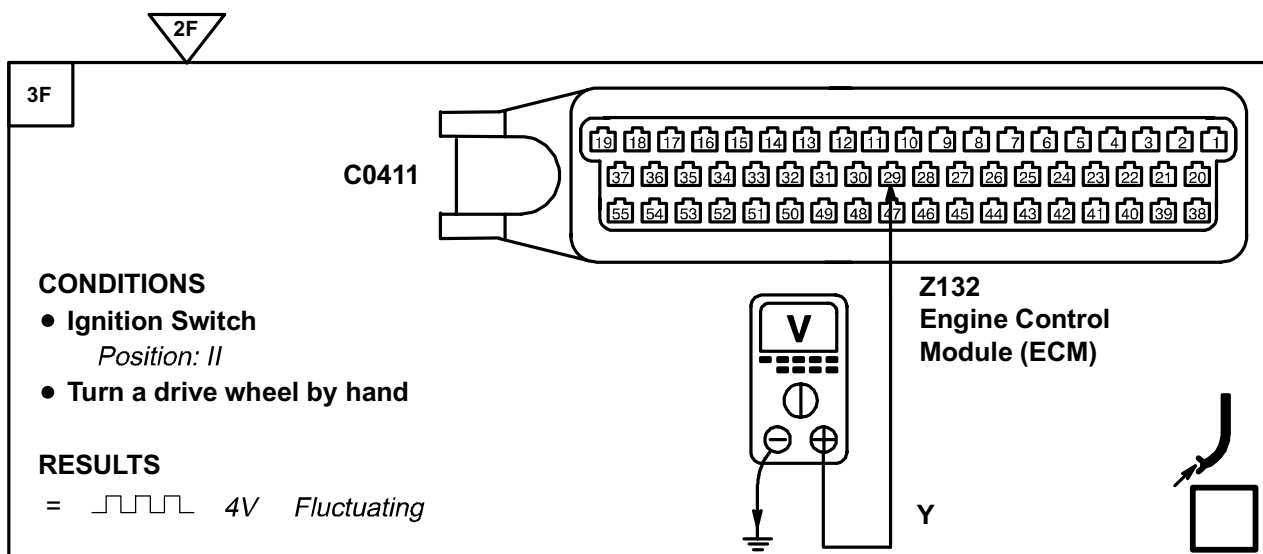 2F
3F
C0411
19 18 17 16 15 14 13 12 11 10 9 8 7 6 5 4 3 2 1
37 36 35 34 33 32 31 30 29 28 27 26 25 24 23 22 21 20
55 54 53 52 51 50 49 48 47 46 45 44 43 42 41 40 39 38
CONDITIONS
• Ignition Switch
Position: II
• Turn a drive wheel by hand
RESULTS
= 4V Fluctuating
V
Z132
Engine Control
Module (ECM)
Y